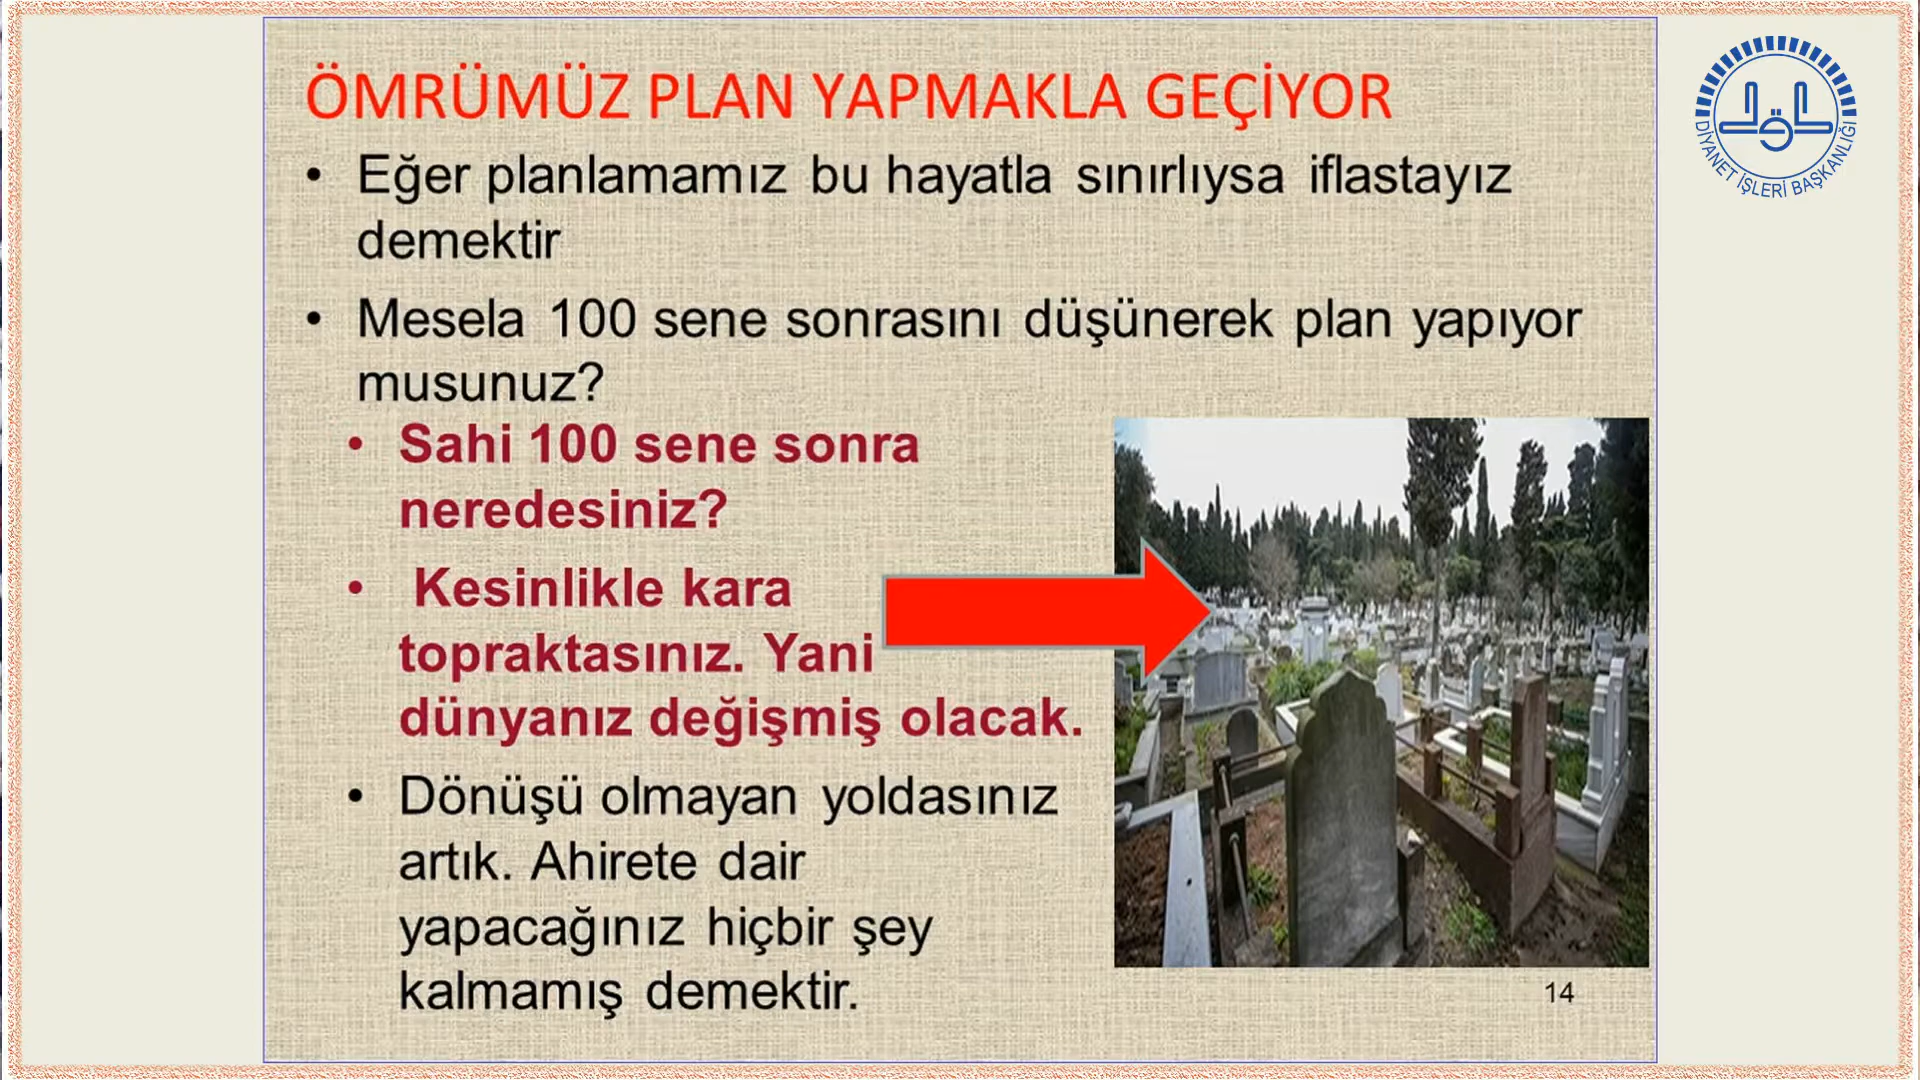 ÖMRÜMÜZ PLAN YAPMAKLA GEÇİYOR
• Eğer planlamamız bu hayatla sınırlıysa iflastayız
demektir
• Mesela 100 sene sonrasını düşünerek plan yapıyor
musunuz?
• Sahi 100 sene sonra
neredesiniz?
• Kesinlikle kara
topraktasınız. Yani
dünyanız değişmiş olacak.
• Dönüşü olmayan yoldasınız
artık. Ahirete dair
yapacağınız hiçbir şey
kalmamış demektir.
14
DİYANET İŞLERİ BAŞKANLIĞI